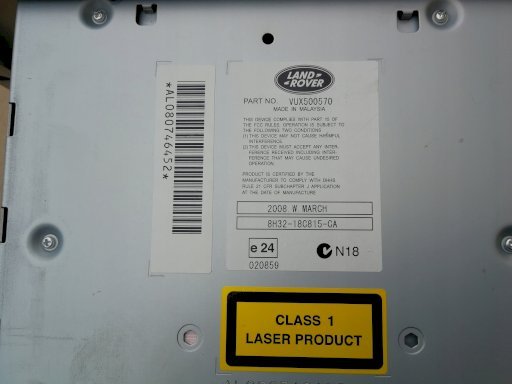 *AL080746452*
LAND-
ROVER
PART NO. VUX500570
MADE IN MALAYSIA
THIS DEVICE COMPLIES WITH PART 15 OF
THE FCC RULES. OPERATION IS SUBJECT TO
THE FOLLOWING TWO CONDITIONS
(1)THIS DEVICE MAY NOT CAUSE HARMFUL
INTERFERENCE.
(2)THIS DEVICE MUST ACCEPT ANY INTER-
FERENCE RECEIVED INCLUDING INTER-
FERENCE THAT MAY CAUSE UNDESIRED
OPERATION.
PRODUCT IS CERTIFIED BY THE
MANUFACTURER TO COMPLY WITH DHHS
RULE 21 CFR SUBCHAPTER J APPLICATION
AT THE DATE OF MANUFACTURE
2008 W MARCH
8H32-18C815-CA
e 24
N18
020859
CLASS 1
LASER PRODUCT